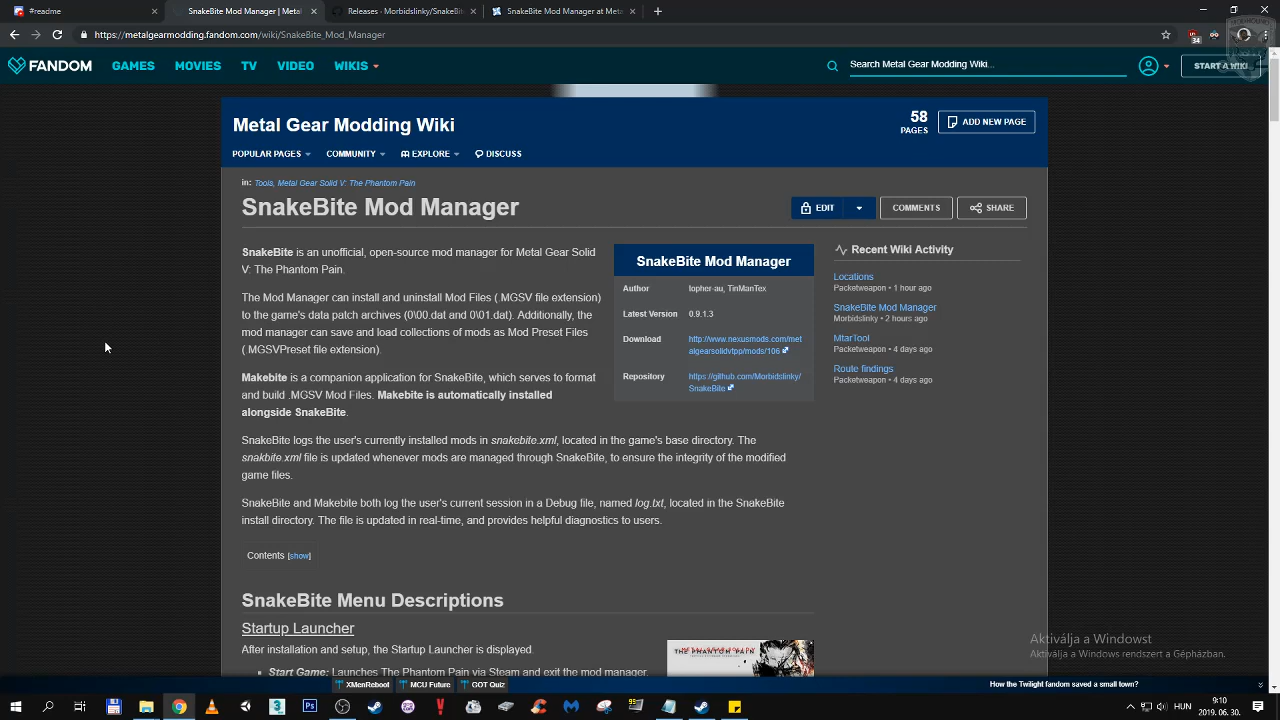 #readme
SnakeBite Mod Manager | Metal G
Releases · Morbidslinky/SnakeBite
SnakeBite Mod Manager at Meta
https://metalgearmodding.fandom.com/wiki/SnakeBite_Mod_Manager
34
FANDOM
GAMES
MOVIES
TV
VIDEO
WIKIS
Search Metal Gear Modding Wiki...
START A WIKI
Metal Gear Modding Wiki
58
PAGES
ADD NEW PAGE
POPULAR PAGES
COMMUNITY
EXPLORE
DISCUSS
in: Tools, Metal Gear Solid V: The Phantom Pain
SnakeBite Mod Manager
EDIT
COMMENTS
SHARE
SnakeBite is an unofficial, open-source mod manager for Metal Gear Solid
V: The Phantom Pain.
The Mod Manager can install and uninstall Mod Files (.MGSV file extension)
to the game's data patch archives (0\00.dat and 0\01.dat). Additionally, the
mod manager can save and load collections of mods as Mod Preset Files
(.MGSVPreset file extension).
Makebite is a companion application for SnakeBite, which serves to format
and build .MGSV Mod Files. Makebite is automatically installed
alongside SnakeBite.
SnakeBite logs the user's currently installed mods in snakebite.xml, located in the game's base directory. The
snakbite.xml file is updated whenever mods are managed through SnakeBite, to ensure the integrity of the modified
game files.
SnakeBite and Makebite both log the user's current session in a Debug file, named log.txt, located in the SnakeBite
install directory. The file is updated in real-time, and provides helpful diagnostics to users.
Contents [show]
SnakeBite Menu Descriptions
Startup Launcher
After installation and setup, the Startup Launcher is displayed.
Start Game: Launches The Phantom Pain via Steam and exit the mod manager.
SnakeBite Mod Manager
Author
topher-au, TinManTex
Latest Version
0.9.1.3
Download
http://www.nexusmods.com/met
algearsolidvtpp/mods/106
Repository
https://github.com/Morbidslinky/
SnakeBite
THE PHANTOM PAIN
Recent Wiki Activity
Locations
Packetweapon • 1 hour ago
SnakeBite Mod Manager
Morbidslinky • 2 hours ago
MtarTool
Packetweapon • 4 days ago
Route findings
Packetweapon • 4 days ago
Aktiválja a Windowst
Aktiválja a Windows rendszert a Gépházban.
XMenReboot
MCU Future
GOT Quiz
How the Twilight fandom saved a small town?
HUN
9:10
2019. 06. 30.